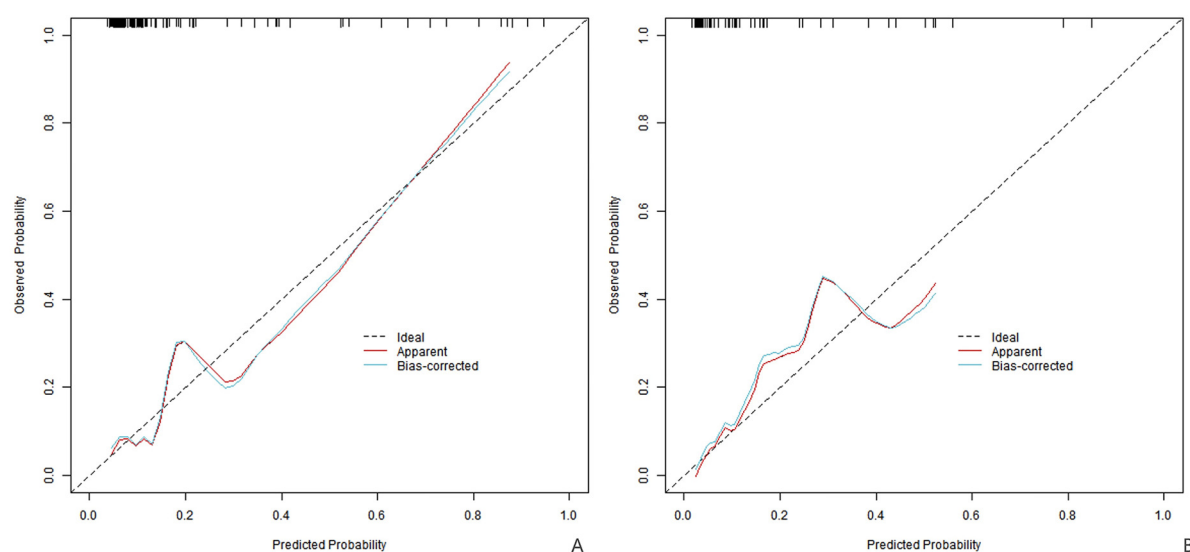 1.0
0.8
0.6
0.4
0.2
0.0
Observed Probability
Ideal
Apparent
Bias-corrected
0.0 0.2 0.4 0.6 0.8 1.0
Predicted Probability
A
1.0
0.8
0.6
0.4
0.2
0.0
Observed Probability
Ideal
Apparent
Bias-corrected
0.0 0.2 0.4 0.6 0.8 1.0
Predicted Probability
B